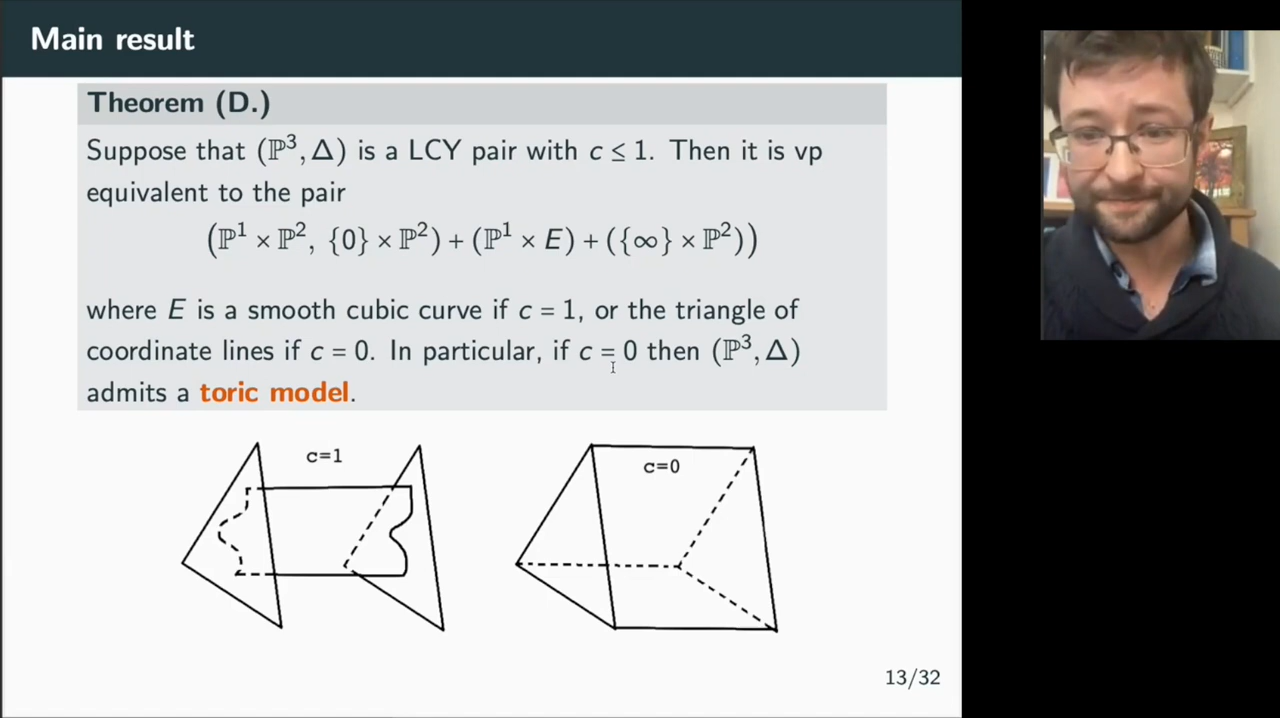 Main result
Theorem (D.)
Suppose that (ℙ³, Δ) is a LCY pair with c ≤ 1. Then it is vp
equivalent to the pair
(ℙ¹ × ℙ², {0} × ℙ²) + (ℙ¹ × E) + ({∞} × ℙ²))
where E is a smooth cubic curve if c = 1, or the triangle of
coordinate lines if c = 0. In particular, if c = 0 then (ℙ³, Δ)
admits a toric model.
c=1
c=0
13/32